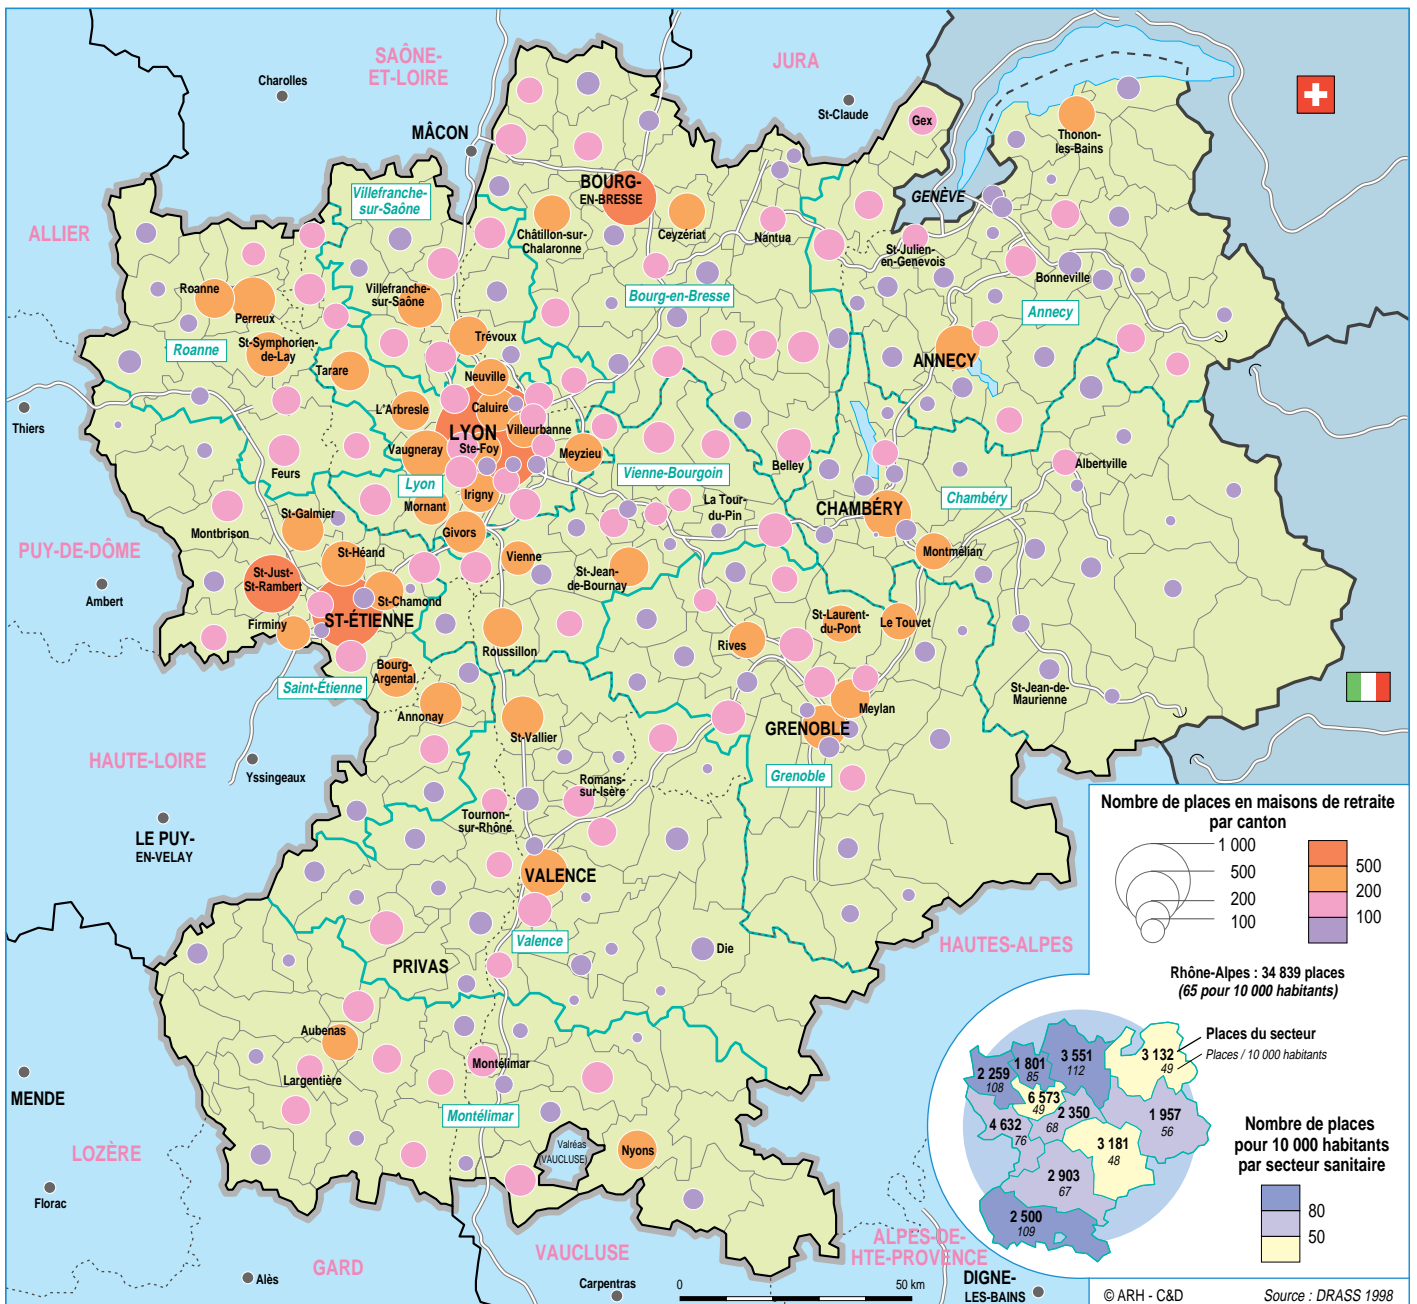 SAÔNE-
ET-LOIRE
JURA
Charolles
St-Claude
MÂCON
Gex
Thonon-
les-Bains
BOURG-
EN-BRESSE
Villefranche-
sur-Saône
GENÈVE
ALLIER
Châtillon-sur-
Chalaronne
Ceyzériat
Nantua
St-Julien-
en-Genevois
Bonneville
Roanne
Perreux
Villefranche-
sur-Saône
Bourg-en-Bresse
Annecy
Trévoux
St-Symphorien-
de-Lay
Roanne
Tarare
Neuville
ANNECY
Thiers
L'Arbresle
Caluire
LYON
Villeurbanne
Vaugneray
Ste-Foy
Meyzieu
Feurs
Lyon
Irigny
Vienne-Bourgoin
Belley
Albertville
Mornant
La Tour-
du-Pin
CHAMBÉRY
Chambéry
Montbrison
St-Galmier
Givors
PUY-DE-DÔME
St-Héand
Vienne
Montmélian
St-Just-
St-Rambert
St-Jean-
de-Bournay
Ambert
St-Chamond
ST-ÉTIENNE
Firminy
St-Laurent-
du-Pont
Le Touvet
Rives
Roussillon
Bourg-
Argental
Saint-Étienne
St-Jean-de-
Maurienne
Annonay
Meylan
St-Vallier
GRENOBLE
HAUTE-LOIRE
Yssingeaux
Grenoble
Romans-
sur-Isère
Tournon-
sur-Rhône
LE PUY-
EN-VELAY
VALENCE
Valence
Die
PRIVAS
HAUTES-ALPES
Aubenas
Largentière
Montélimar
MENDE
Montélimar
Valréas
(VAUCLUSE)
Nyons
LOZÈRE
Florac
VAUCLUSE
ALPES-DE-
HTE-PROVENCE
GARD
Alès
Carpentras
DIGNE-
LES-BAINS
0
50 km
Nombre de places en maisons de retraite
par canton
1 000
500
200
100
500
200
100
Rhône-Alpes : 34 839 places
(65 pour 10 000 habitants)
Places du secteur
Places / 10 000 habitants
3 551
112
3 132
49
1 801
85
2 259
108
6 573
49
2 350
68
1 957
56
4 632
76
3 181
48
2 903
67
2 500
109
Nombre de places
pour 10 000 habitants
par secteur sanitaire
80
50
© ARH - C&D
Source : DRASS 1998